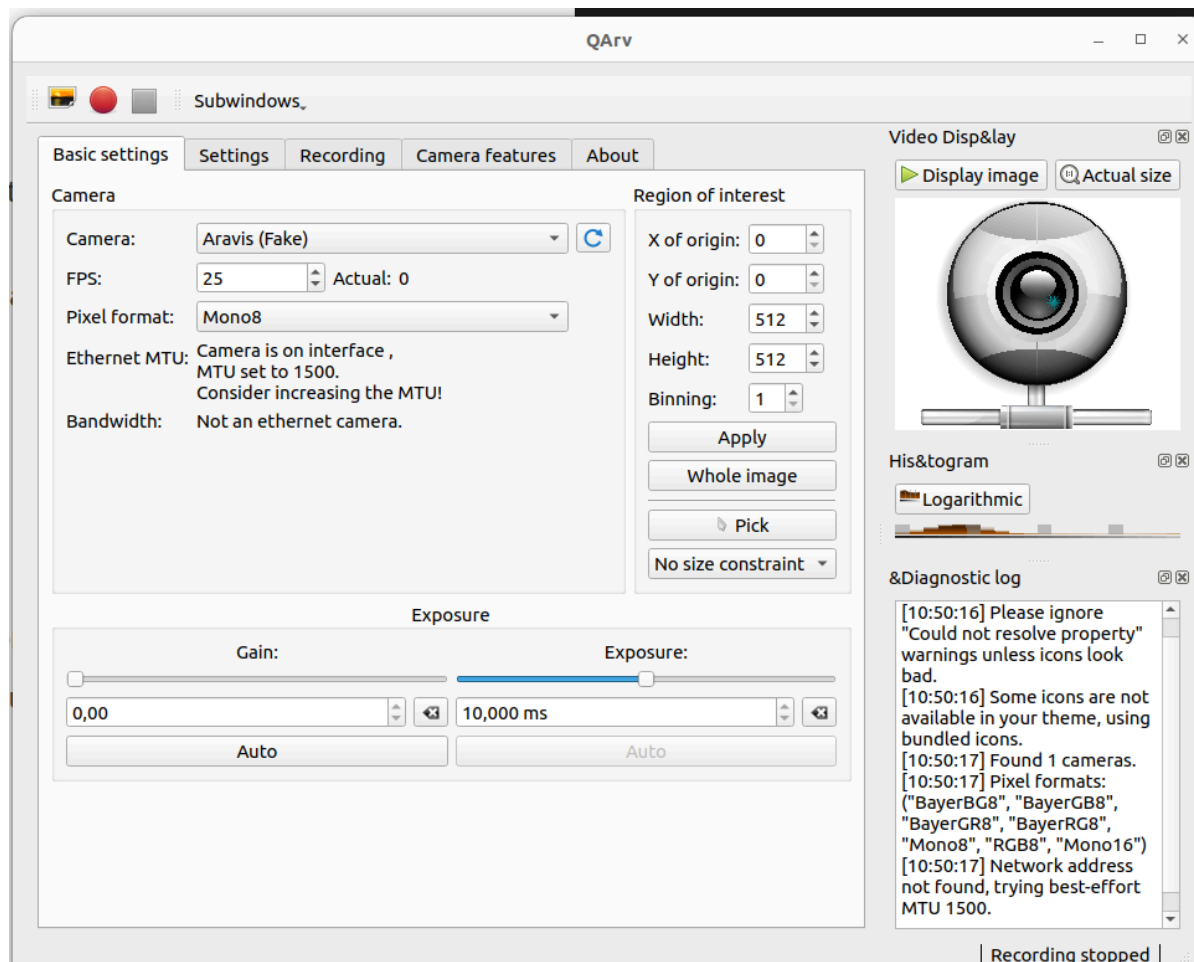 QArv
Subwindows
Basic settings
Settings
Recording
Camera features
About
Camera
Camera:
Aravis (Fake)
FPS:
25
Actual: 0
Pixel format:
Mono8
Ethernet MTU:
Camera is on interface ,
MTU set to 1500.
Consider increasing the MTU!
Bandwidth:
Not an ethernet camera.
Region of interest
X of origin:
0
Y of origin:
0
Width:
512
Height:
512
Binning:
1
Apply
Whole image
Pick
No size constraint
Exposure
Gain:
0,00
Auto
Exposure:
10,000 ms
Auto
Video Disp&lay
Display image
Actual size
His&togram
Logarithmic
&Diagnostic log
[10:50:16] Please ignore
"Could not resolve property"
warnings unless icons look
bad.
[10:50:16] Some icons are not
available in your theme, using
bundled icons.
[10:50:17] Found 1 cameras.
[10:50:17] Pixel formats:
("BayerBG8", "BayerGB8",
"BayerGR8", "BayerRG8",
"Mono8", "RGB8", "Mono16")
[10:50:17] Network address
not found, trying best-effort
MTU 1500.
Recording stopped